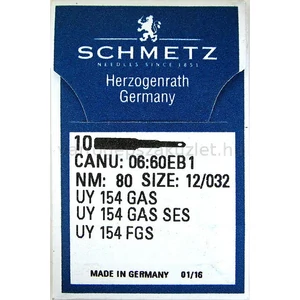 SCHMETZ
NEEDLES SINCE 1851
Herzogenrath
Germany
10
CANU: 06:60EB1
NM: 80 SIZE: 12/032
UY 154 GAS
UY 154 GAS SES
UY 154 FGS
MADE IN GERMANY 01/16